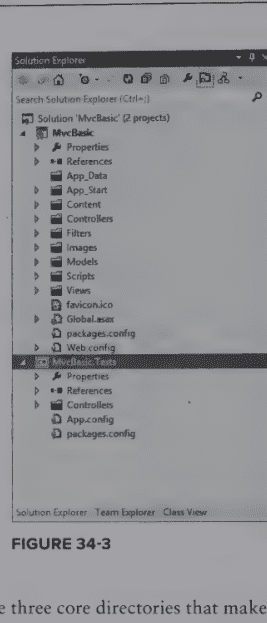 Solution Explorer
Search Solution Explorer (Ctrl+;)
Solution 'MvcBasic' (2 projects)
MvcBasic
Properties
References
App_Data
App_Start
Content
Controllers
Filters
Images
Models
Scripts
Views
favicon.ico
Global.asax
packages.config
Web.config
MvcBasic.Tests
Properties
References
Controllers
App.config
packages.config
Solution Explorer Team Explorer Class View
FIGURE 34-3
three core directories that make